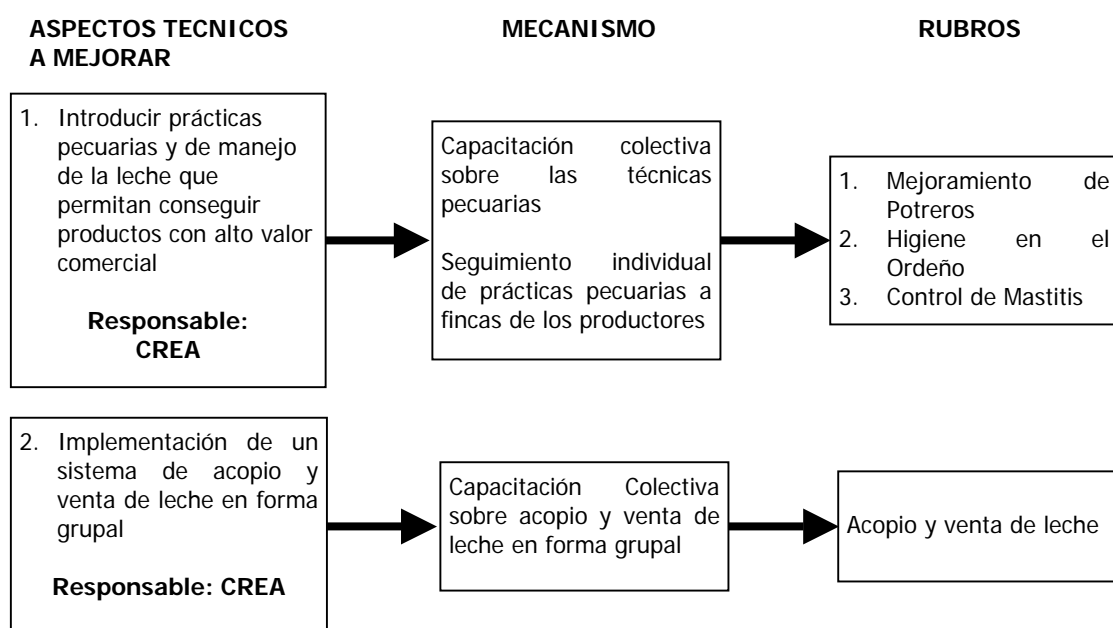 ASPECTOS TECNICOS
A MEJORAR
MECANISMO
RUBROS
1. Introducir prácticas
pecuarias y de manejo
de la leche que
permitan conseguir
productos con alto valor
comercial
Responsable:
CREA
Capacitación colectiva
sobre las técnicas
pecuarias
Seguimiento individual
de prácticas pecuarias a
fincas de los productores
1. Mejoramiento de
Potreros
2. Higiene en el
Ordeño
3. Control de Mastitis
2. Implementación de un
sistema de acopio y
venta de leche en forma
grupal
Responsable: CREA
Capacitación Colectiva
sobre acopio y venta de
leche en forma grupal
Acopio y venta de leche